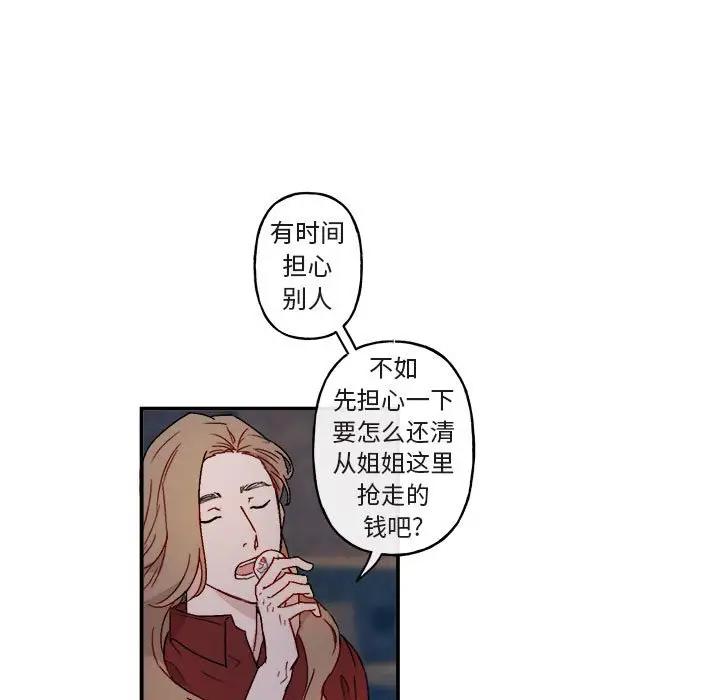 有时间
担心
别人
不如
先担心一下
要怎么还清
从姐姐这里
抢走的
钱吧?